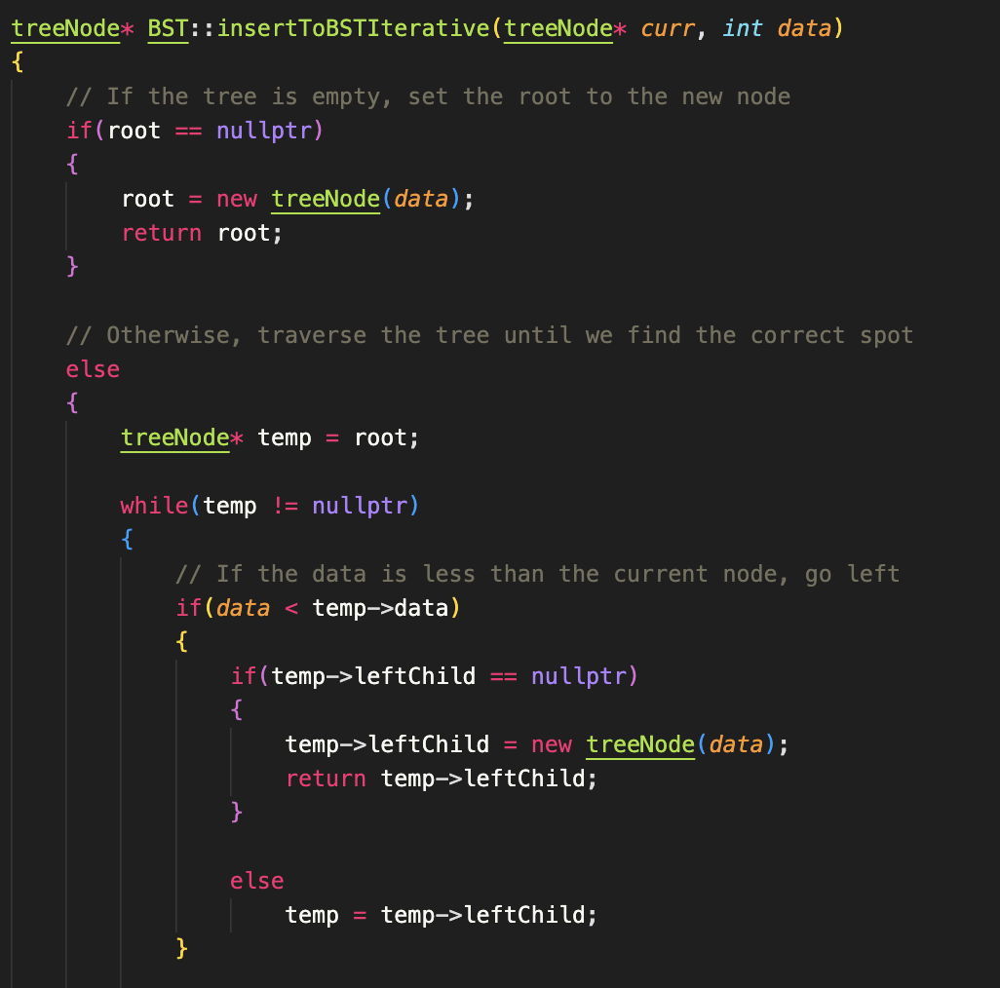 treeNode* BST::insertToBSTIterative(treeNode* curr, int data)
{
// If the tree is empty, set the root to the new node
if(root == nullptr)
{
root = new treeNode(data);
return root;
}
// Otherwise, traverse the tree until we find the correct spot
else
{
treeNode* temp = root;
while(temp != nullptr)
{
// If the data is less than the current node, go left
if(data < temp->data)
{
if(temp->leftChild == nullptr)
{
temp->leftChild = new treeNode(data);
return temp->leftChild;
}
else
temp = temp->leftChild;
}